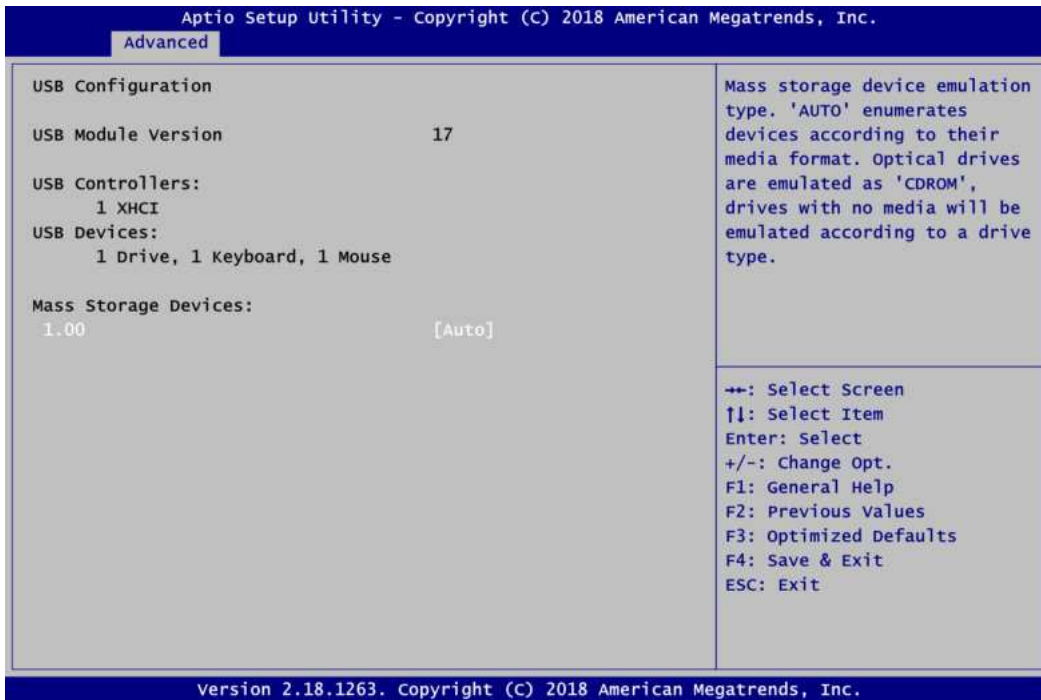 Aptio Setup Utility - Copyright (C) 2018 American Megatrends, Inc.
Advanced
USB Configuration
USB Module Version 17
USB Controllers:
1 XHCI
USB Devices:
1 Drive, 1 Keyboard, 1 Mouse
Mass Storage Devices:
1.00 [Auto]
Mass storage device emulation
type. 'AUTO' enumerates
devices according to their
media format. Optical drives
are emulated as 'CDROM',
drives with no media will be
emulated according to a drive
type.
→←: Select Screen
↑↓: Select Item
Enter: Select
+/-: Change Opt.
F1: General Help
F2: Previous Values
F3: Optimized Defaults
F4: Save & Exit
ESC: Exit
Version 2.18.1263. Copyright (C) 2018 American Megatrends, Inc.